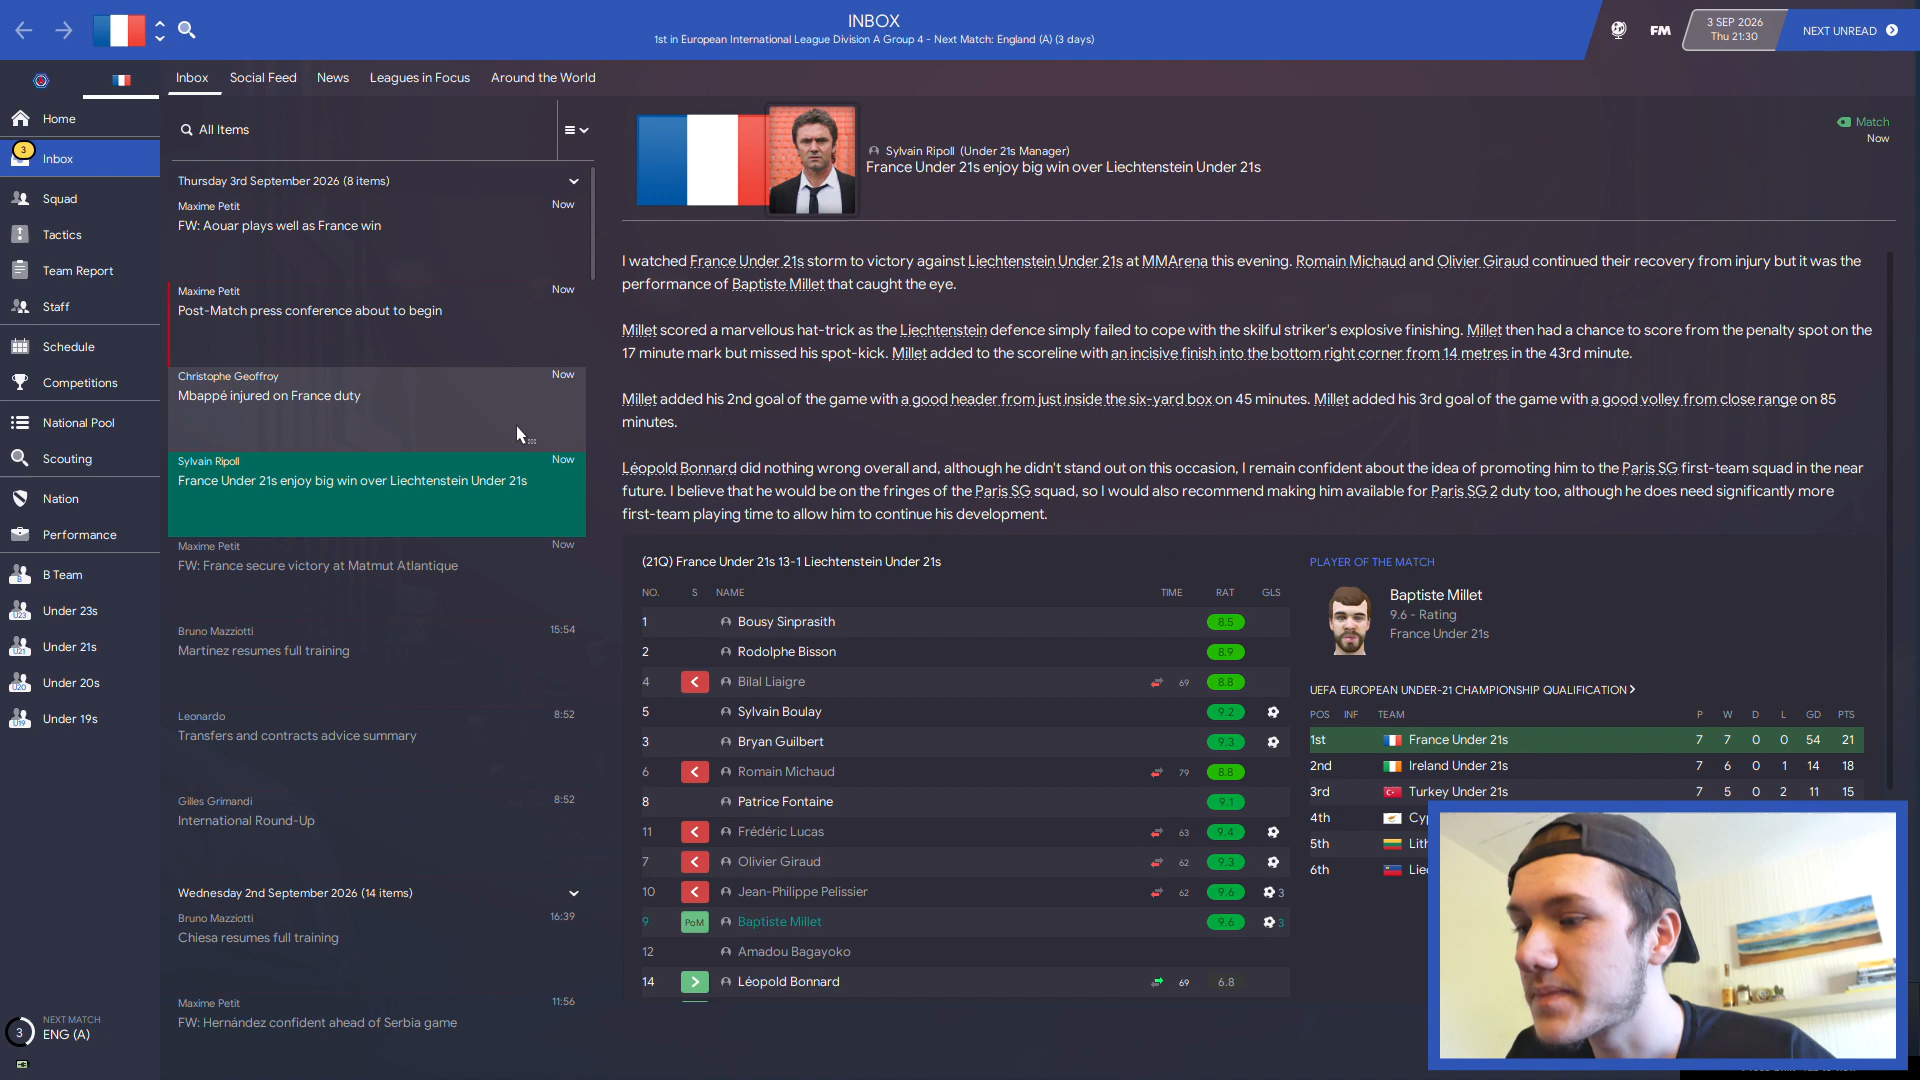 INBOX
1st in European International League Division A Group 4 - Next Match: England (A) (3 days)
FM
3 SEP 2026
Thu 21:30
NEXT UNREAD
Inbox
Social Feed
News
Leagues in Focus
Around the World
Home
3
Inbox
Squad
Tactics
Team Report
Staff
Schedule
Competitions
National Pool
Scouting
Nation
Performance
B Team
U23
Under 23s
U21
Under 21s
U20
Under 20s
U19
Under 19s
3
NEXT MATCH
ENG (A)
All Items
Thursday 3rd September 2026 (8 items)
Maxime Petit Now
FW: Aouar plays well as France win
Maxime Petit Now
Post-Match press conference about to begin
Christophe Geoffroy Now
Mbappé injured on France duty
Sylvain Ripoll Now
France Under 21s enjoy big win over Liechtenstein Under 21s
Maxime Petit Now
FW: France secure victory at Matmut Atlantique
Bruno Mazziotti 15:54
Martínez resumes full training
Leonardo 8:52
Transfers and contracts advice summary
Gilles Grimandi 8:52
International Round-Up
Wednesday 2nd September 2026 (14 items)
Bruno Mazziotti 16:39
Chiesa resumes full training
Maxime Petit 11:56
FW: Hernández confident ahead of Serbia game
Match
Now
Sylvain Ripoll (Under 21s Manager)
France Under 21s enjoy big win over Liechtenstein Under 21s
I watched France Under 21s storm to victory against Liechtenstein Under 21s at MMArena this evening. Romain Michaud and Olivier Giraud continued their recovery from injury but it was the
performance of Baptiste Millet that caught the eye.
Millet scored a marvellous hat-trick as the Liechtenstein defence simply failed to cope with the skilful striker's explosive finishing. Millet then had a chance to score from the penalty spot on the
17 minute mark but missed his spot-kick. Millet added to the scoreline with an incisive finish into the bottom right corner from 14 metres in the 43rd minute.
Millet added his 2nd goal of the game with a good header from just inside the six-yard box on 45 minutes. Millet added his 3rd goal of the game with a good volley from close range on 85
minutes.
Léopold Bonnard did nothing wrong overall and, although he didn't stand out on this occasion, I remain confident about the idea of promoting him to the Paris SG first-team squad in the near
future. I believe that he would be on the fringes of the Paris SG squad, so I would also recommend making him available for Paris SG 2 duty too, although he does need significantly more
first-team playing time to allow him to continue his development.
(21Q) France Under 21s 13-1 Liechtenstein Under 21s
NO. S NAME TIME RAT GLS
1 Bousy Sinprasith 8.5
2 Rodolphe Bisson 8.9
4 Bilal Liaigre 69 8.8
5 Sylvain Boulay 9.2
3 Bryan Guilbert 9.3
6 Romain Michaud 79 8.8
8 Patrice Fontaine 9.1
11 Frédéric Lucas 63 9.4
7 Olivier Giraud 62 9.3
10 Jean-Philippe Pelissier 62 9.6 3
9 PoM Baptiste Millet 9.6 3
12 Amadou Bagayoko
14 Léopold Bonnard 69 6.8
PLAYER OF THE MATCH
Baptiste Millet
9.6 - Rating
France Under 21s
UEFA EUROPEAN UNDER-21 CHAMPIONSHIP QUALIFICATION
POS INF TEAM P W D L GD PTS
1st France Under 21s 7 7 0 0 54 21
2nd Ireland Under 21s 7 6 0 1 14 18
3rd Turkey Under 21s 7 5 0 2 11 15
4th Cy
5th Lith
6th Lie